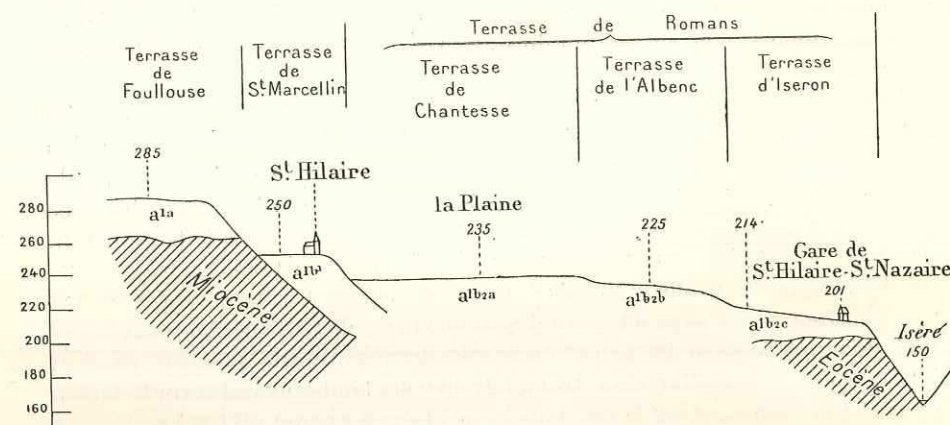 Terrasse de Romans
Terrasse
de
Foullouse
Terrasse
de
St Marcellin
Terrasse
de
Chantesse
Terrasse
de l'Albenc
Terrasse
d'Iseron
285
St Hilaire
250
la Plaine
235
225
214
Gare de
St Hilaire-St Nazaire
201
Isère
150
280
260
240
220
200
180
160
a1a
a1b1
a1b2a
a1b2b
a1b2c
Miocène
Eocène